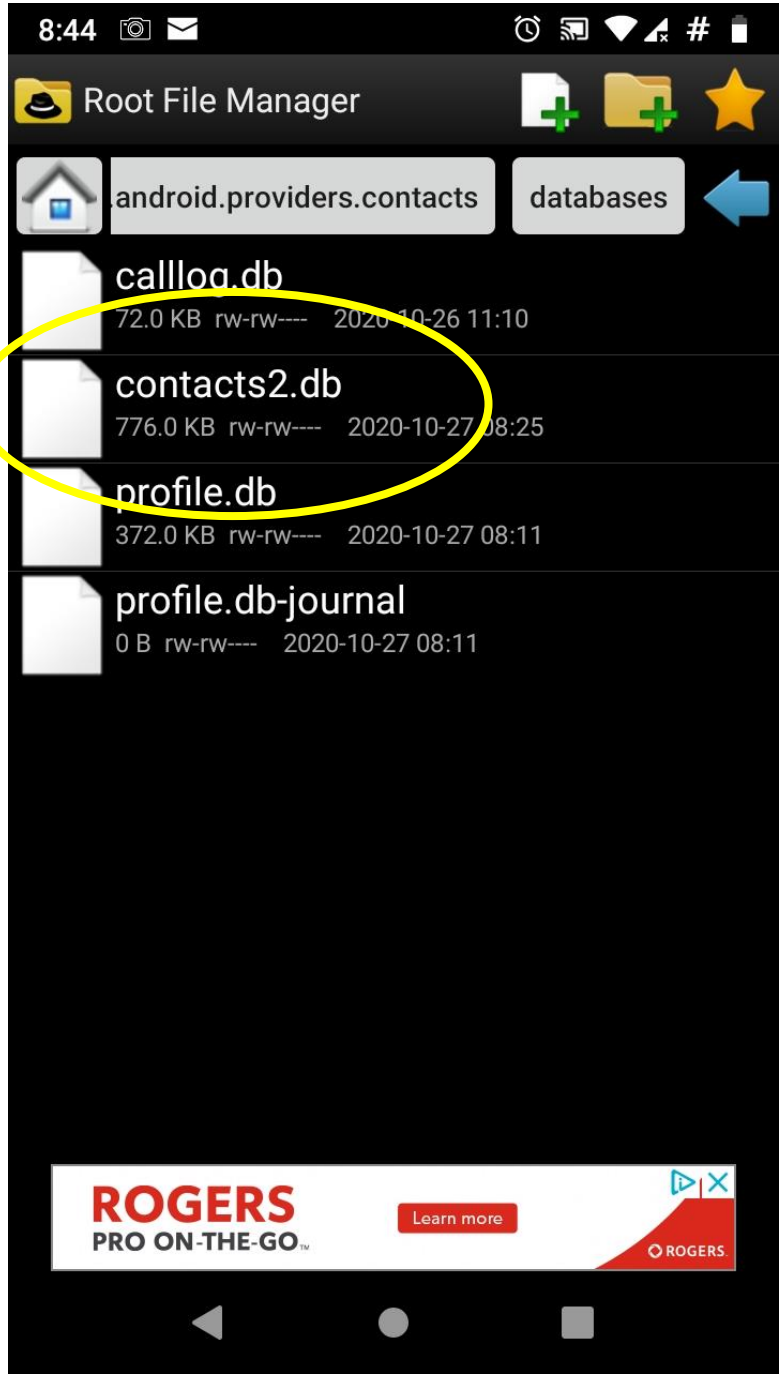 8:44
#
Root File Manager
.android.providers.contacts databases
calllog.db
72.0 KB rw-rw---- 2020-10-26 11:10
contacts2.db
776.0 KB rw-rw---- 2020-10-27 08:25
profile.db
372.0 KB rw-rw---- 2020-10-27 08:11
profile.db-journal
0 B rw-rw---- 2020-10-27 08:11
ROGERS
PRO ON-THE-GO™
Learn more
ROGERS.